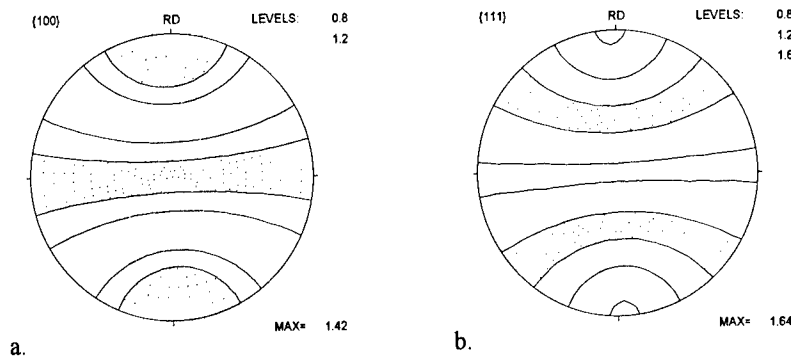 {100} RD LEVELS: 0.8
1.2
MAX= 1.42
a.
{111} RD LEVELS: 0.8
1.2
1.6
MAX= 1.64
b.